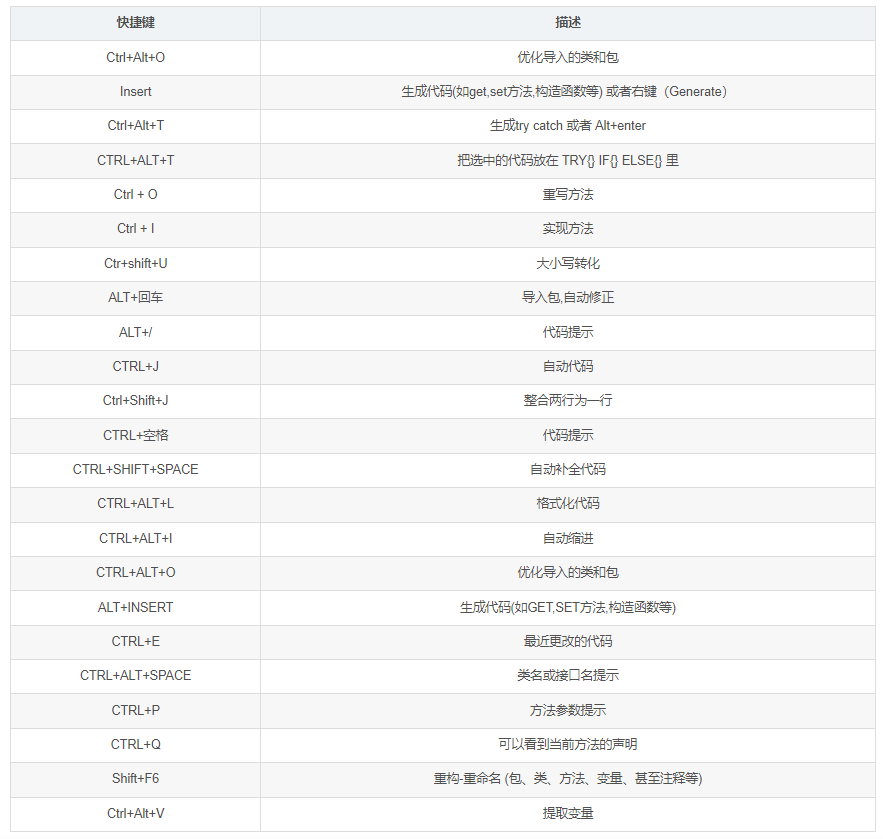 快捷键 描述
Ctrl+Alt+O 优化导入的类和包
Insert 生成代码(如get,set方法,构造函数等) 或者右键（Generate）
Ctrl+Alt+T 生成try catch 或者 Alt+enter
CTRL+ALT+T 把选中的代码放在 TRY{} IF{} ELSE{} 里
Ctrl + O 重写方法
Ctrl + I 实现方法
Ctr+shift+U 大小写转化
ALT+回车 导入包,自动修正
ALT+/ 代码提示
CTRL+J 自动代码
Ctrl+Shift+J 整合两行为一行
CTRL+空格 代码提示
CTRL+SHIFT+SPACE 自动补全代码
CTRL+ALT+L 格式化代码
CTRL+ALT+I 自动缩进
CTRL+ALT+O 优化导入的类和包
ALT+INSERT 生成代码(如GET,SET方法,构造函数等)
CTRL+E 最近更改的代码
CTRL+ALT+SPACE 类名或接口名提示
CTRL+P 方法参数提示
CTRL+Q 可以看到当前方法的声明
Shift+F6 重构-重命名 (包、类、方法、变量、甚至注释等)
Ctrl+Alt+V 提取变量